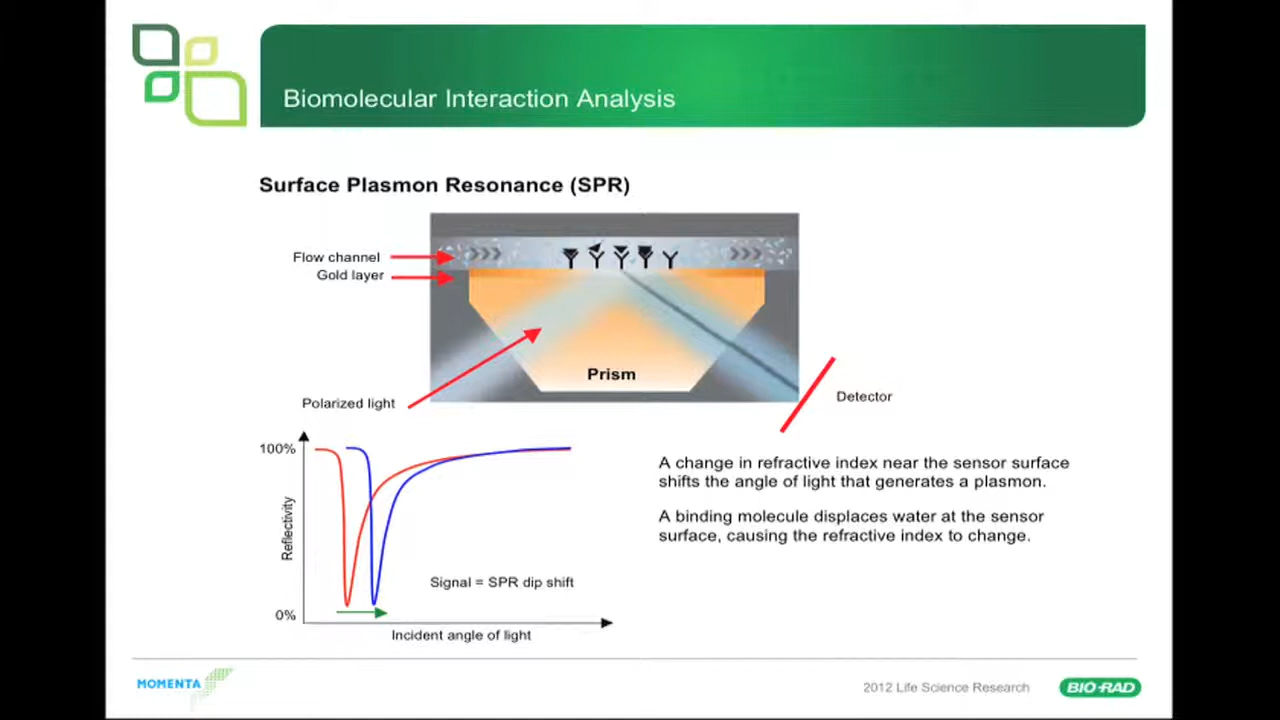 Biomolecular Interaction Analysis
Surface Plasmon Resonance (SPR)
Flow channel
Gold layer
Prism
Polarized light
Detector
100%
Reflectivity
0%
Signal = SPR dip shift
Incident angle of light
A change in refractive index near the sensor surface
shifts the angle of light that generates a plasmon.
A binding molecule displaces water at the sensor
surface, causing the refractive index to change.
MOMENTA
2012 Life Science Research
BIO-RAD